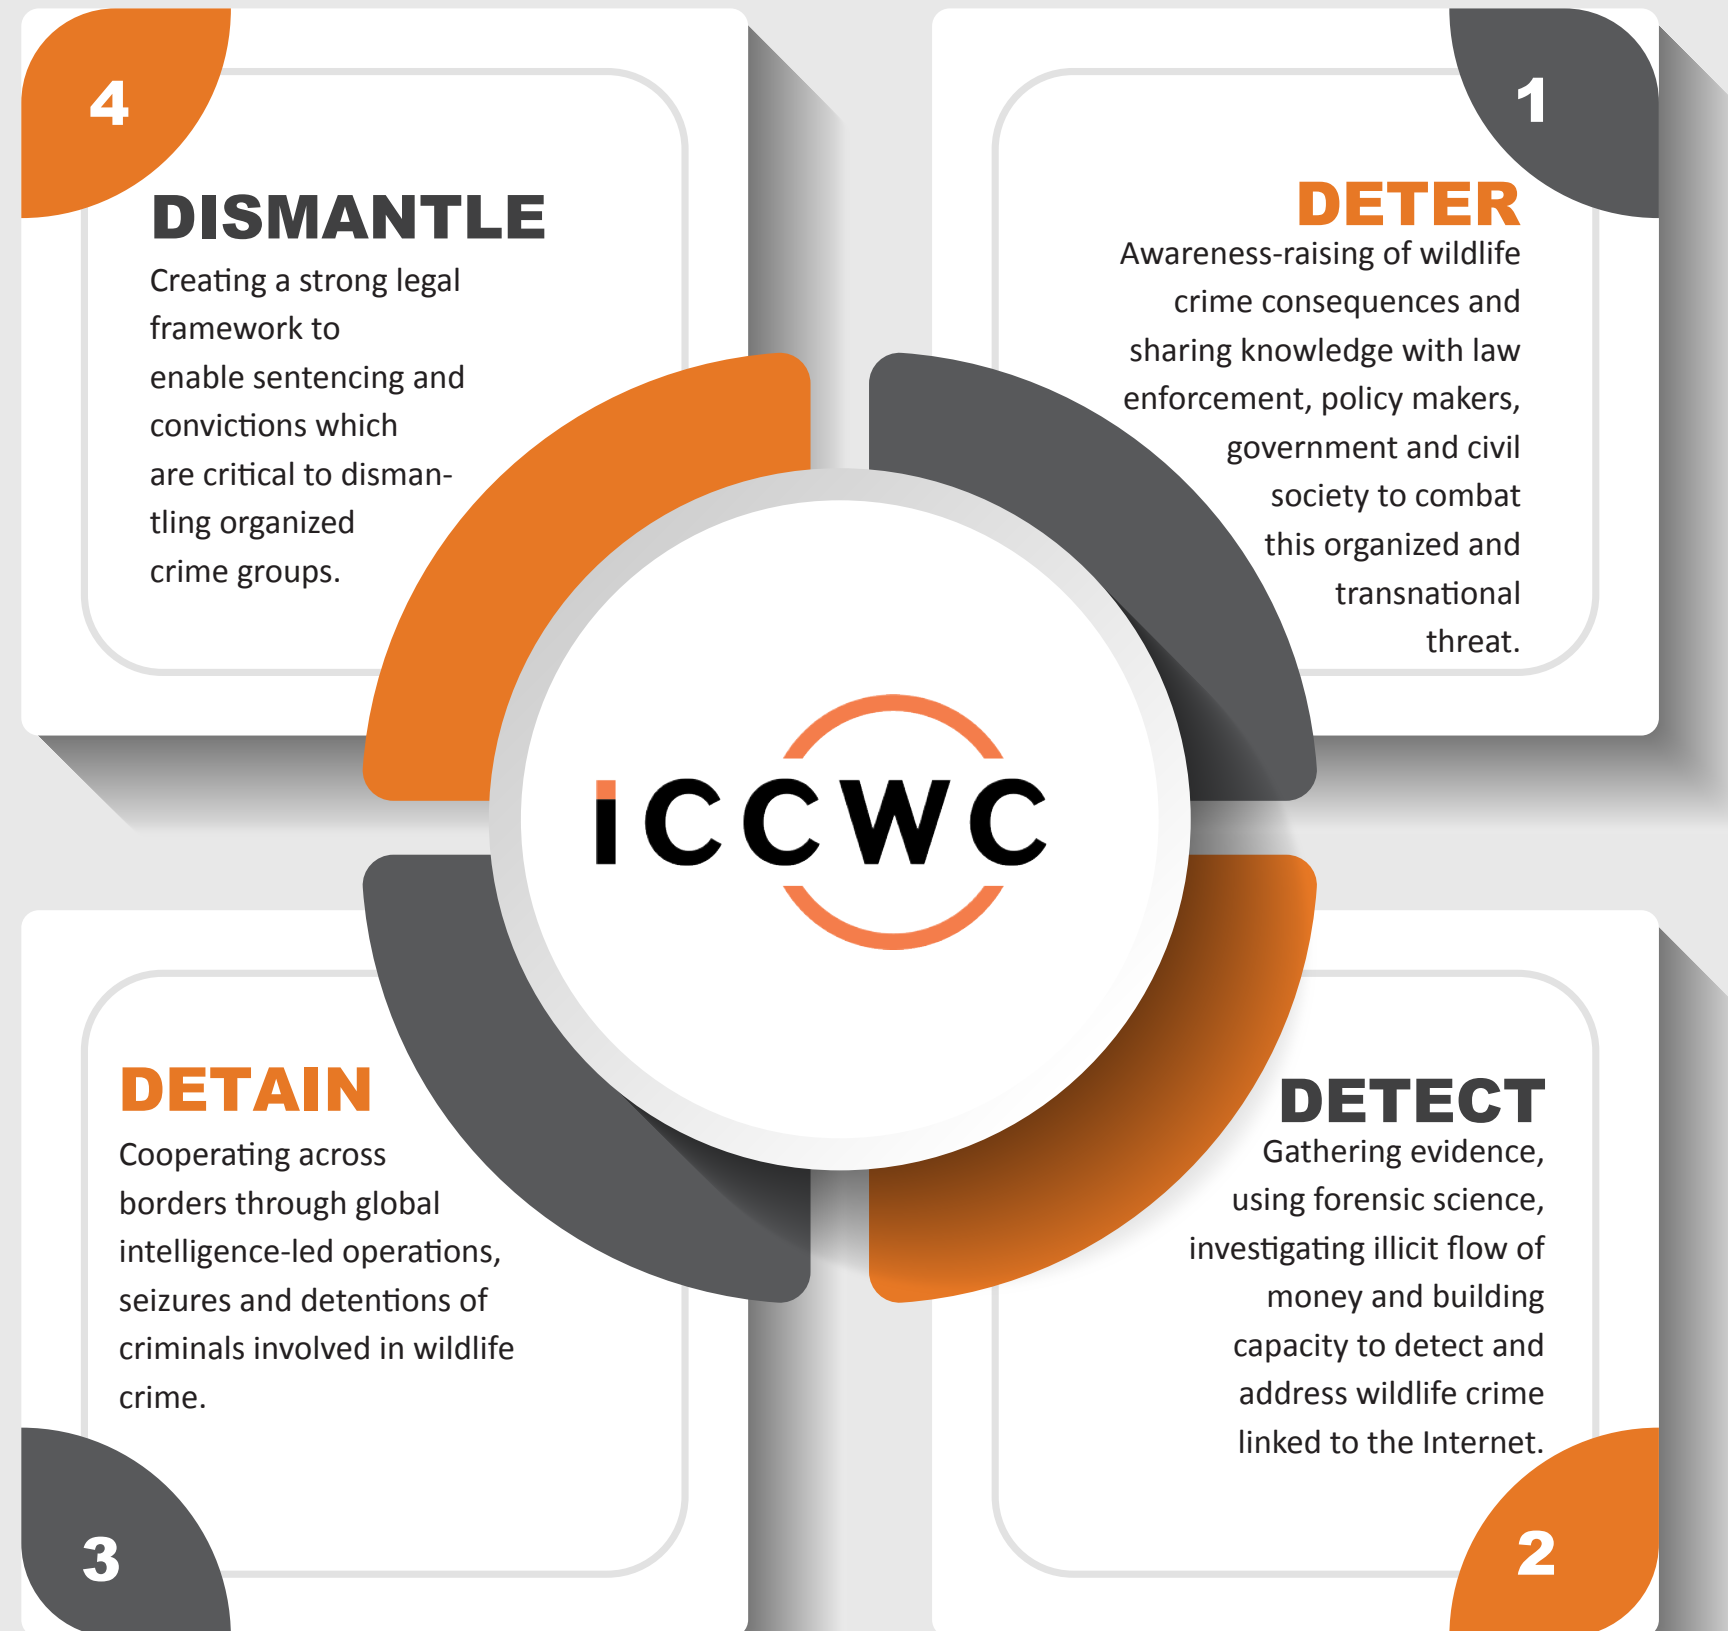 4
DISMANTLE
Creating a strong legal
framework to
enable sentencing and
convictions which
are critical to disman-
tling organized
crime groups.
1
DETER
Awareness-raising of wildlife
crime consequences and
sharing knowledge with law
enforcement, policy makers,
government and civil
society to combat
this organized and
transnational
threat.
ICCWC
DETAIN
Cooperating across
borders through global
intelligence-led operations,
seizures and detentions of
criminals involved in wildlife
crime.
3
DETECT
Gathering evidence,
using forensic science,
investigating illicit flow of
money and building
capacity to detect and
address wildlife crime
linked to the Internet.
2